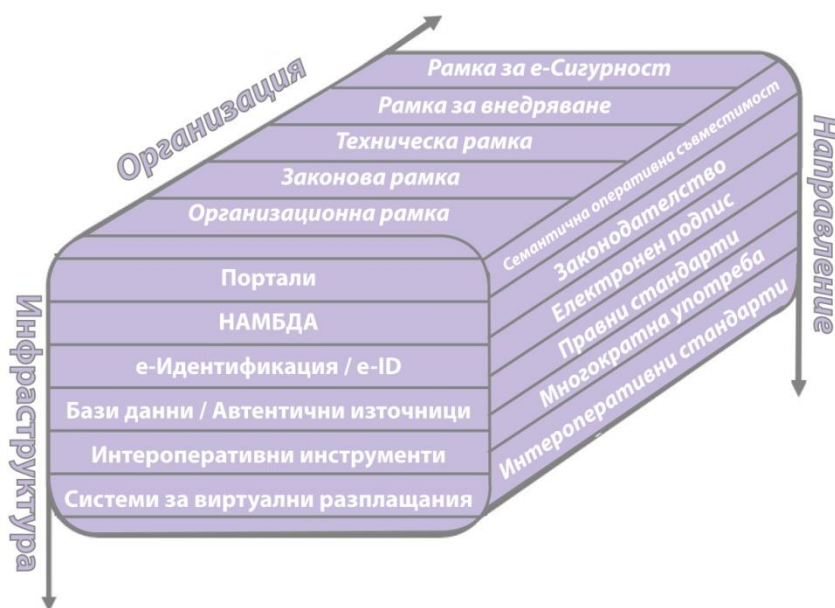 Организация
Рамка за е-Сигурност
Рамка за внедряване
Техническа рамка
Законова рамка
Организационна рамка
Инфраструктура
Портали
НАМБДА
е-Идентификация / e-ID
Бази данни / Автентични източници
Интероперативни инструменти
Системи за виртуални разплащания
Направление
Семантична оперативна съвместимост
Законодателство
Електронен подпис
Правни стандарти
Многократна употреба
Интероперативни стандарти